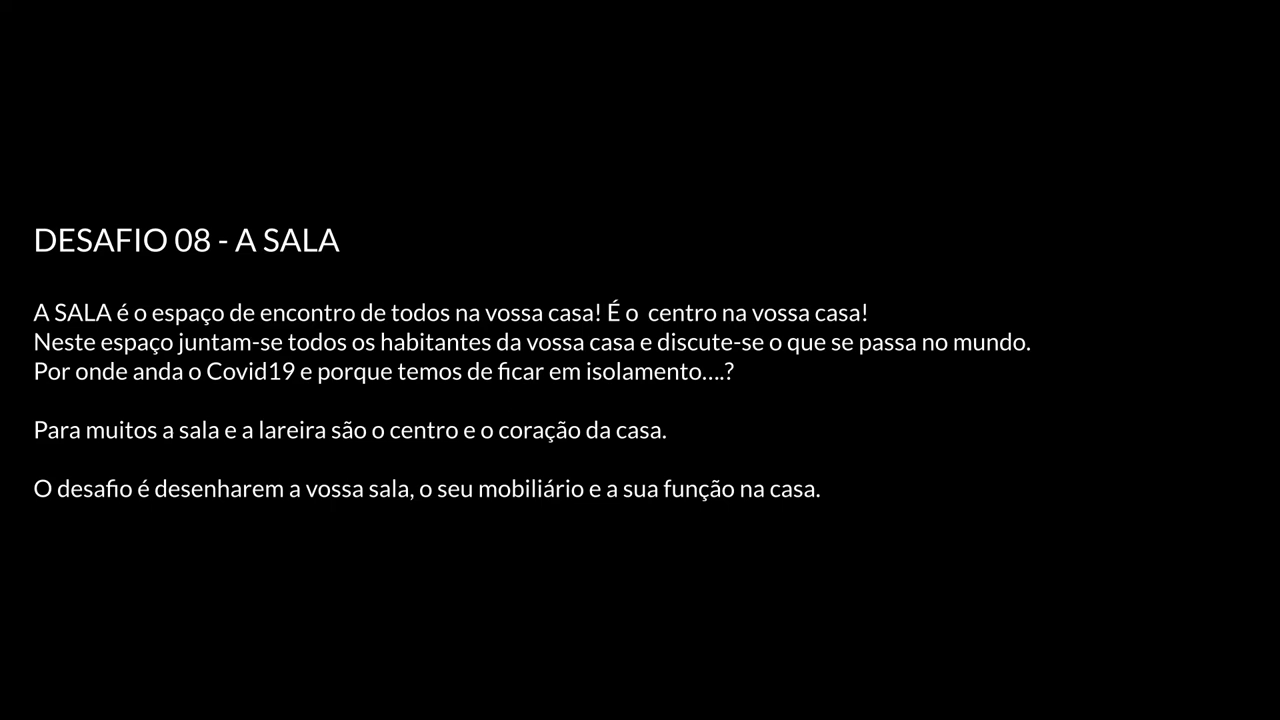 DESAFIO 08 - A SALA
A SALA é o espaço de encontro de todos na vossa casa! É o  centro na vossa casa!
Neste espaço juntam-se todos os habitantes da vossa casa e discute-se o que se passa no mundo.
Por onde anda o Covid19 e porque temos de ficar em isolamento....?
Para muitos a sala e a lareira são o centro e o coração da casa.
O desafio é desenharem a vossa sala, o seu mobiliário e a sua função na casa.